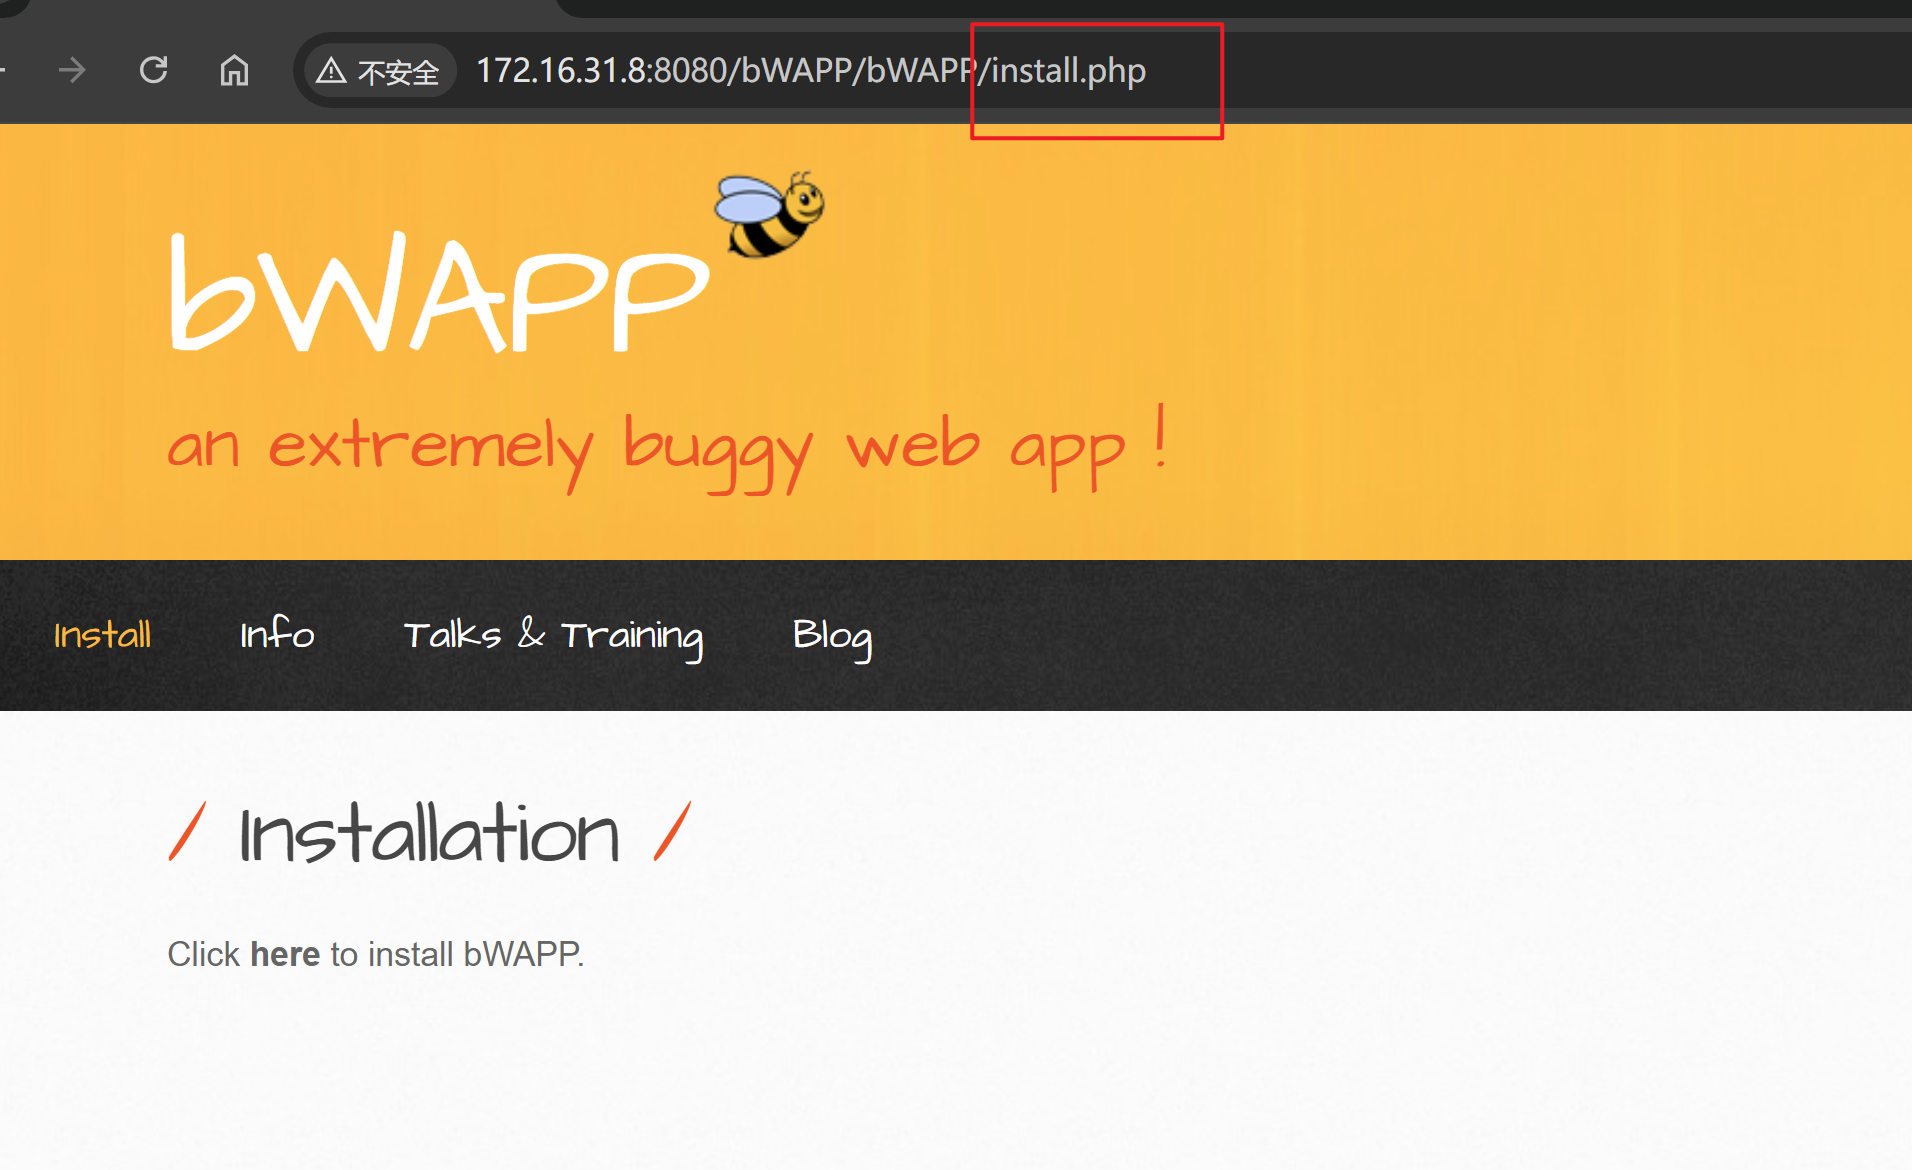 不安全 172.16.31.8:8080/bWAPP/bWAPP/install.php
bWAPP
an extremely buggy web app !
Install Info Talks & Training Blog
/ Installation /
Click here to install bWAPP.